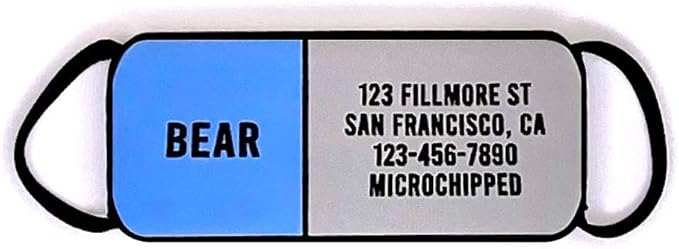 BEAR
123 FILLMORE ST
SAN FRANCISCO, CA
123-456-7890
MICROCHIPPED